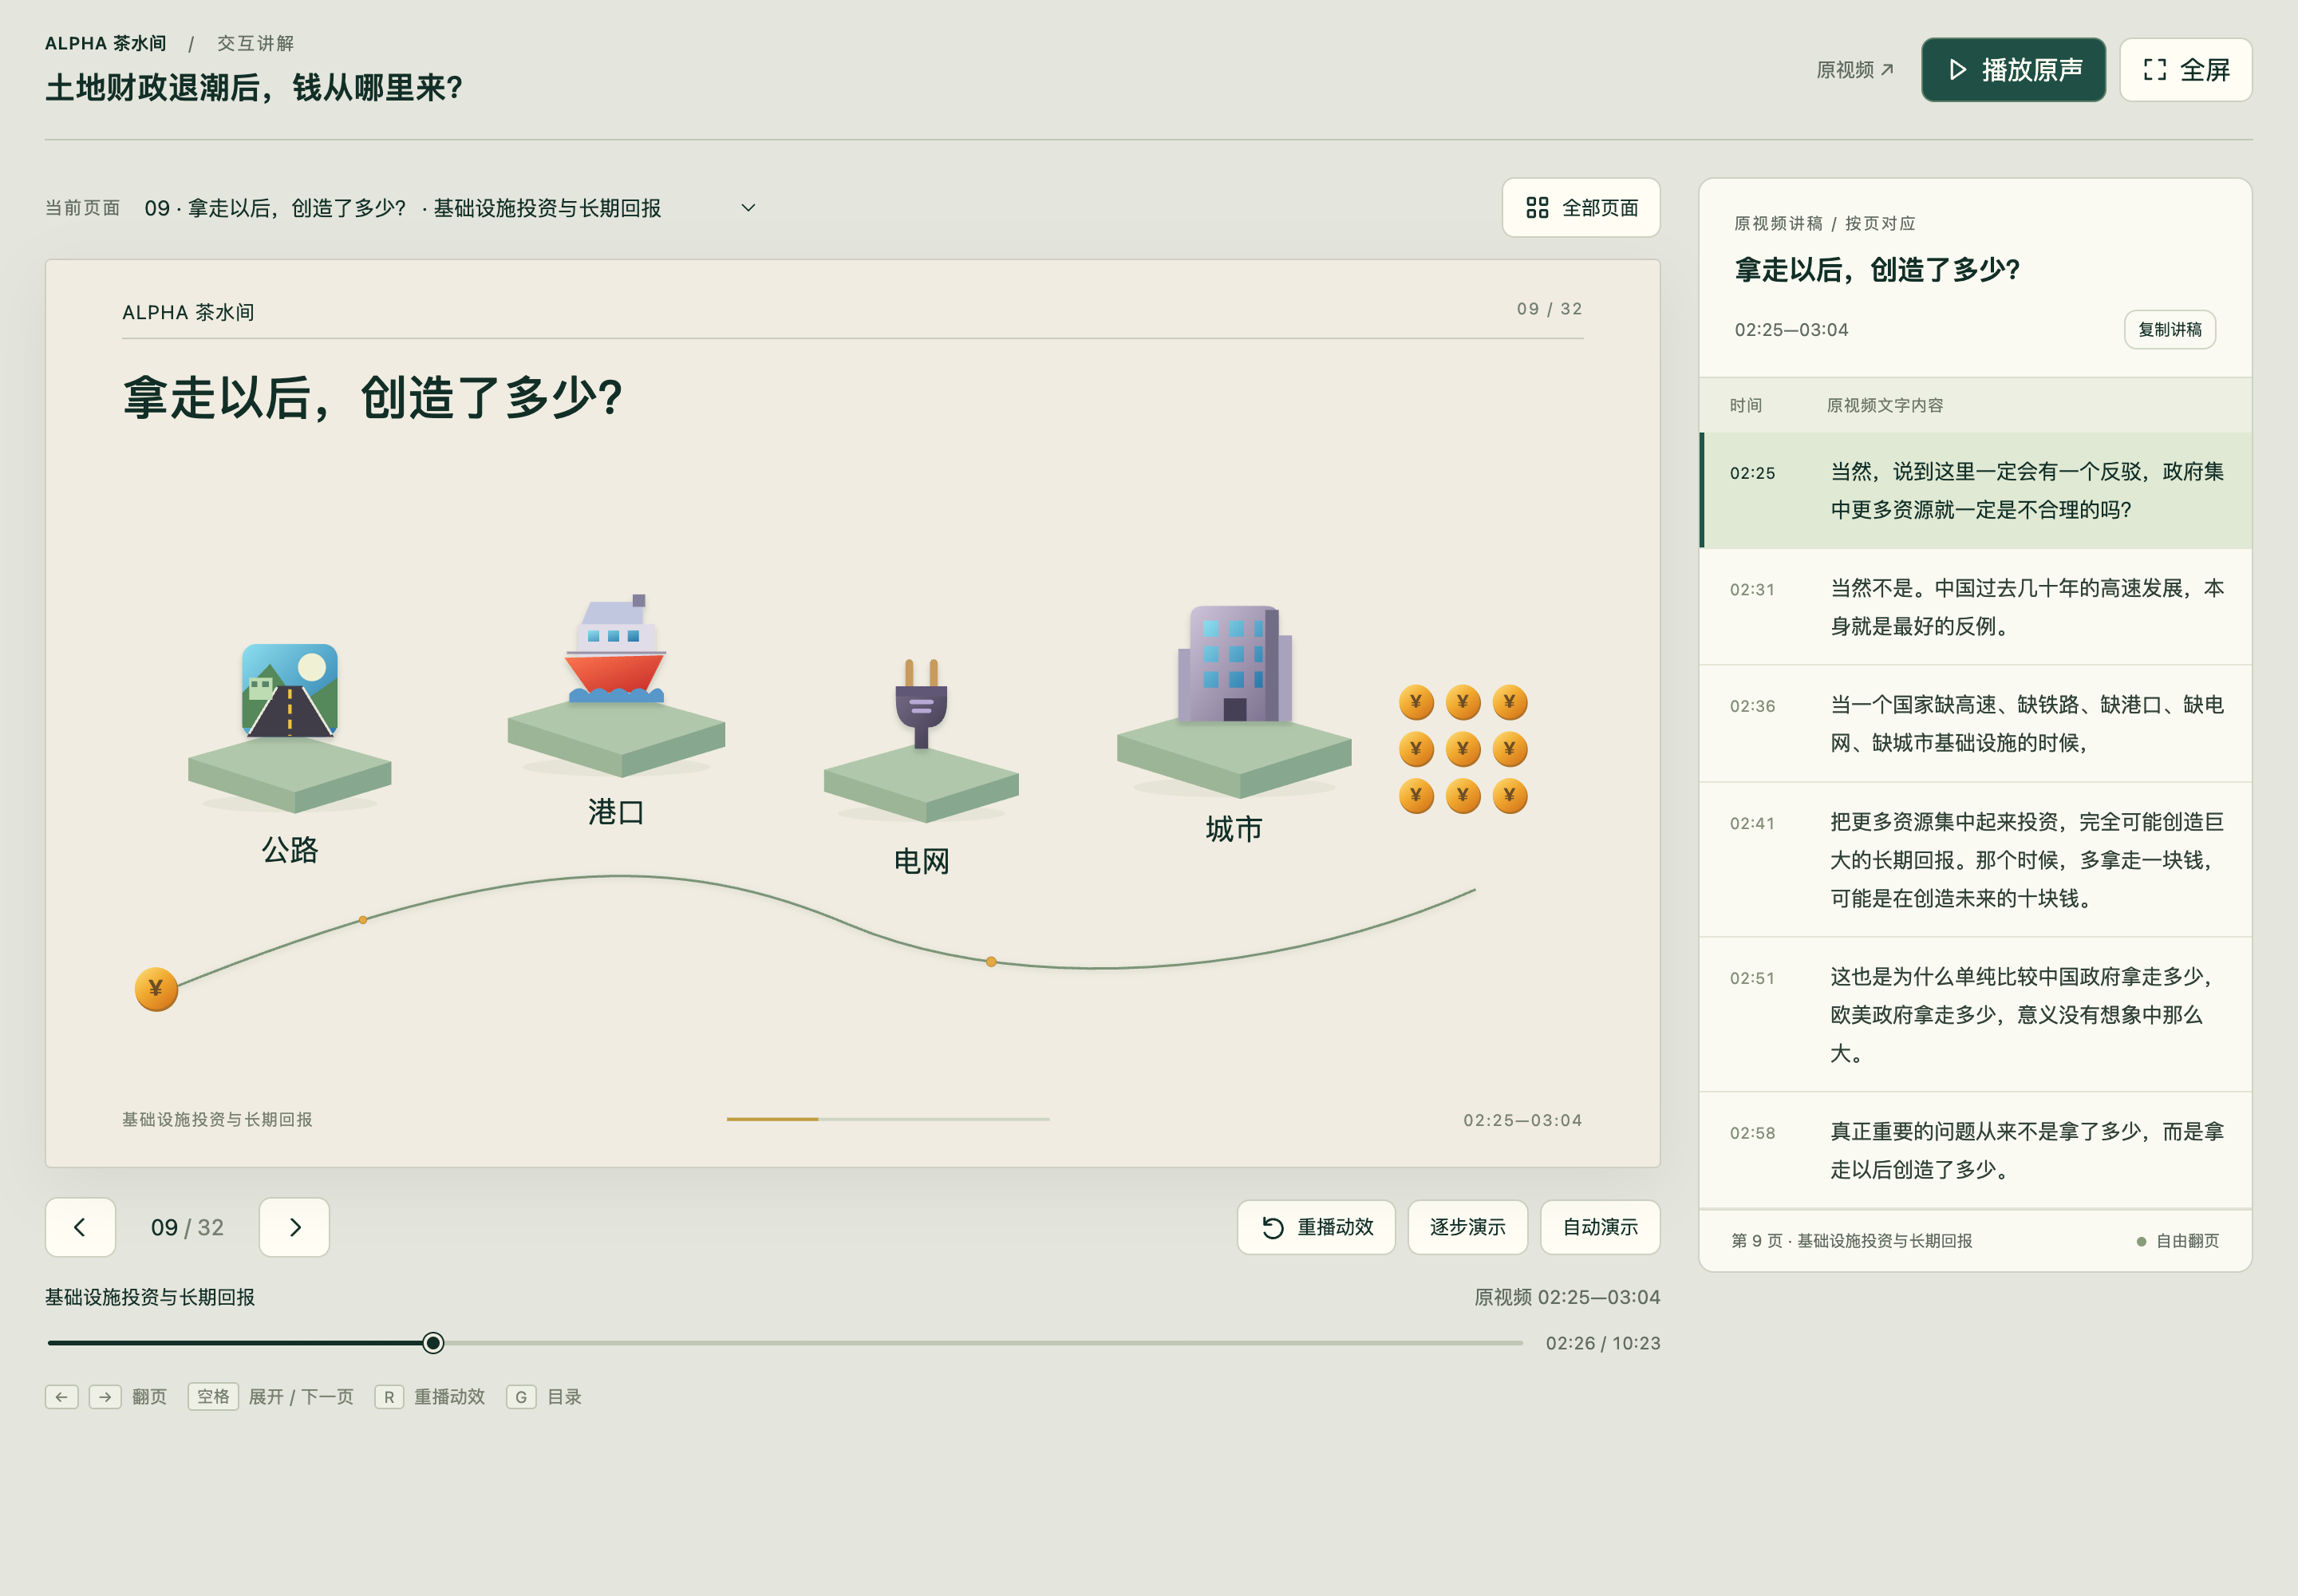 ALPHA 茶水间 / 交互讲解
土地财政退潮后，钱从哪里来？
原视频 ↗
播放原声
全屏
当前页面 09 · 拿走以后，创造了多少？ · 基础设施投资与长期回报
全部页面
ALPHA 茶水间
09 / 32
拿走以后，创造了多少？
公路
港口
电网
城市
¥ ¥ ¥
¥ ¥ ¥
¥ ¥ ¥
¥
基础设施投资与长期回报
02:25—03:04
09 / 32
重播动效
逐步演示
自动演示
基础设施投资与长期回报
原视频 02:25—03:04
02:26 / 10:23
← → 翻页 空格 展开 / 下一页 R 重播动效 G 目录
原视频讲稿 / 按页对应
拿走以后，创造了多少？
02:25—03:04
复制讲稿
时间 原视频文字内容
02:25 当然，说到这里一定会有一个反驳，政府集
中更多资源就一定是不合理的吗？
02:31 当然不是。中国过去几十年的高速发展，本
身就是最好的反例。
02:36 当一个国家缺高速、缺铁路、缺港口、缺电
网、缺城市基础设施的时候，
02:41 把更多资源集中起来投资，完全可能创造巨
大的长期回报。那个时候，多拿走一块钱，
可能是在创造未来的十块钱。
02:51 这也是为什么单纯比较中国政府拿走多少，
欧美政府拿走多少，意义没有想象中那么
大。
02:58 真正重要的问题从来不是拿了多少，而是拿
走以后创造了多少。
第 9 页 · 基础设施投资与长期回报
自由翻页